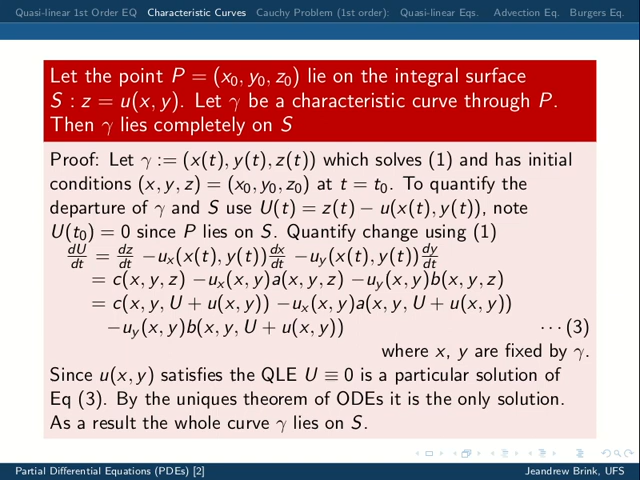 Quasi-linear 1st Order EQ Characteristic Curves Cauchy Problem (1st order): Quasi-linear Eqs. Advection Eq. Burgers Eq.
Let the point P = (x₀, y₀, z₀) lie on the integral surface
S : z = u(x, y). Let γ be a characteristic curve through P.
Then γ lies completely on S
Proof: Let γ := (x(t), y(t), z(t)) which solves (1) and has initial
conditions (x, y, z) = (x₀, y₀, z₀) at t = t₀. To quantify the
departure of γ and S use U(t) = z(t) − u(x(t), y(t)), note
U(t₀) = 0 since P lies on S. Quantify change using (1)
dU/dt = dz/dt −uₓ(x(t), y(t))dx/dt −u_y(x(t), y(t))dy/dt
= c(x, y, z) −uₓ(x, y)a(x, y, z) −u_y(x, y)b(x, y, z)
= c(x, y, U + u(x, y)) −uₓ(x, y)a(x, y, U + u(x, y))
−u_y(x, y)b(x, y, U + u(x, y)) ··· (3)
where x, y are fixed by γ.
Since u(x, y) satisfies the QLE U ≡ 0 is a particular solution of
Eq (3). By the uniques theorem of ODEs it is the only solution.
As a result the whole curve γ lies on S.
Partial Differential Equations (PDEs) [2] Jeandrew Brink, UFS